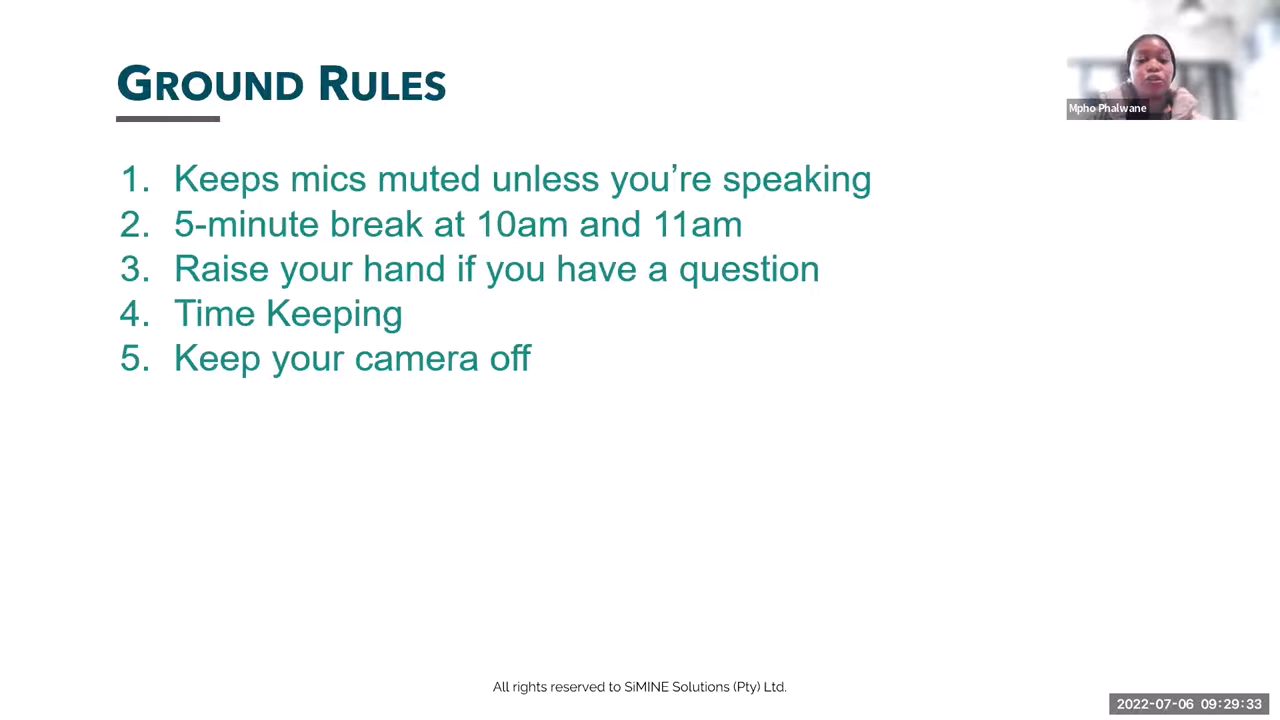 GROUND RULES
Mpho Phalwane
1. Keeps mics muted unless you’re speaking
2. 5-minute break at 10am and 11am
3. Raise your hand if you have a question
4. Time Keeping
5. Keep your camera off
All rights reserved to SiMINE Solutions (Pty) Ltd.
2022-07-06 09:29:33